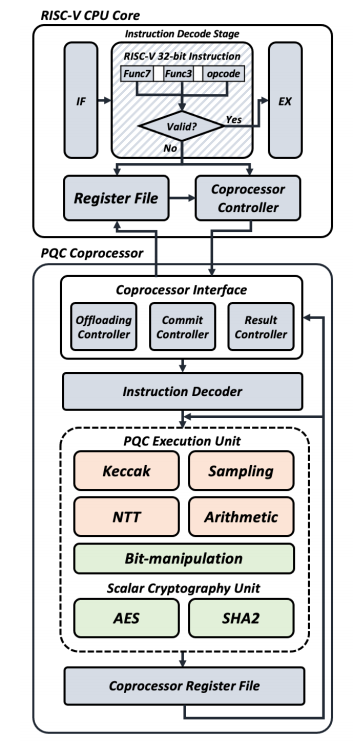 RISC-V CPU Core
Instruction Decode Stage
RISC-V 32-bit Instruction
Func7 Func3 opcode
IF
EX
Valid?
Yes
No
Register File
Coprocessor
Controller
PQC Coprocessor
Coprocessor Interface
Offloading
Controller
Commit
Controller
Result
Controller
Instruction Decoder
PQC Execution Unit
Keccak
Sampling
NTT
Arithmetic
Bit-manipulation
Scalar Cryptography Unit
AES
SHA2
Coprocessor Register File